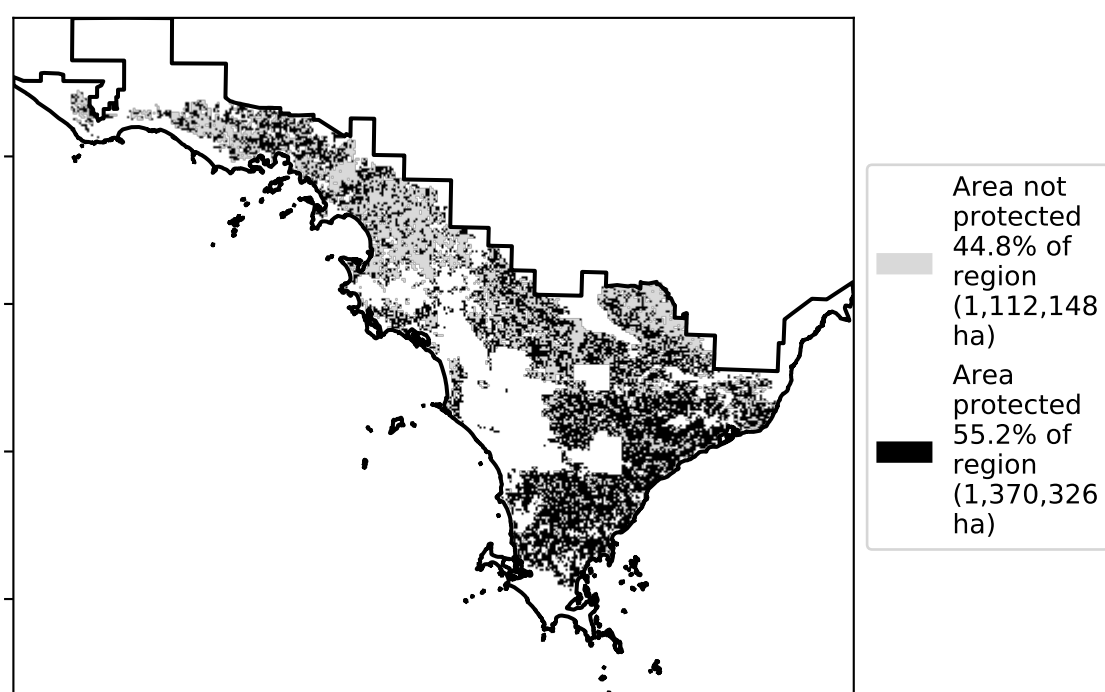 Area not
protected
44.8% of
region
(1,112,148
ha)
Area
protected
55.2% of
region
(1,370,326
ha)